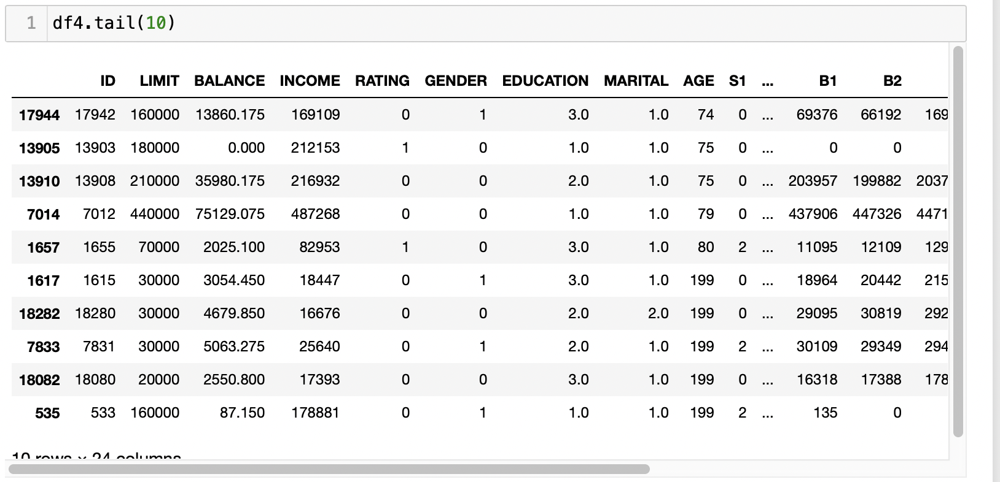 1 df4.tail(10)
ID LIMIT BALANCE INCOME RATING GENDER EDUCATION MARITAL AGE S1 ... B1 B2
17944 17942 160000 13860.175 169109 0 1 3.0 1.0 74 0 ... 69376 66192 169
13905 13903 180000 0.000 212153 1 0 1.0 1.0 75 0 ... 0 0
13910 13908 210000 35980.175 216932 0 0 2.0 1.0 75 0 ... 203957 199882 2037
7014 7012 440000 75129.075 487268 0 0 1.0 1.0 79 0 ... 437906 447326 4471
1657 1655 70000 2025.100 82953 1 0 3.0 1.0 80 2 ... 11095 12109 129
1617 1615 30000 3054.450 18447 0 1 3.0 1.0 199 0 ... 18964 20442 215
18282 18280 30000 4679.850 16676 0 0 2.0 2.0 199 0 ... 29095 30819 292
7833 7831 30000 5063.275 25640 0 1 2.0 1.0 199 2 ... 30109 29349 294
18082 18080 20000 2550.800 17393 0 0 3.0 1.0 199 0 ... 16318 17388 178
535 533 160000 87.150 178881 0 1 1.0 1.0 199 2 ... 135 0
10 rows × 24 columns